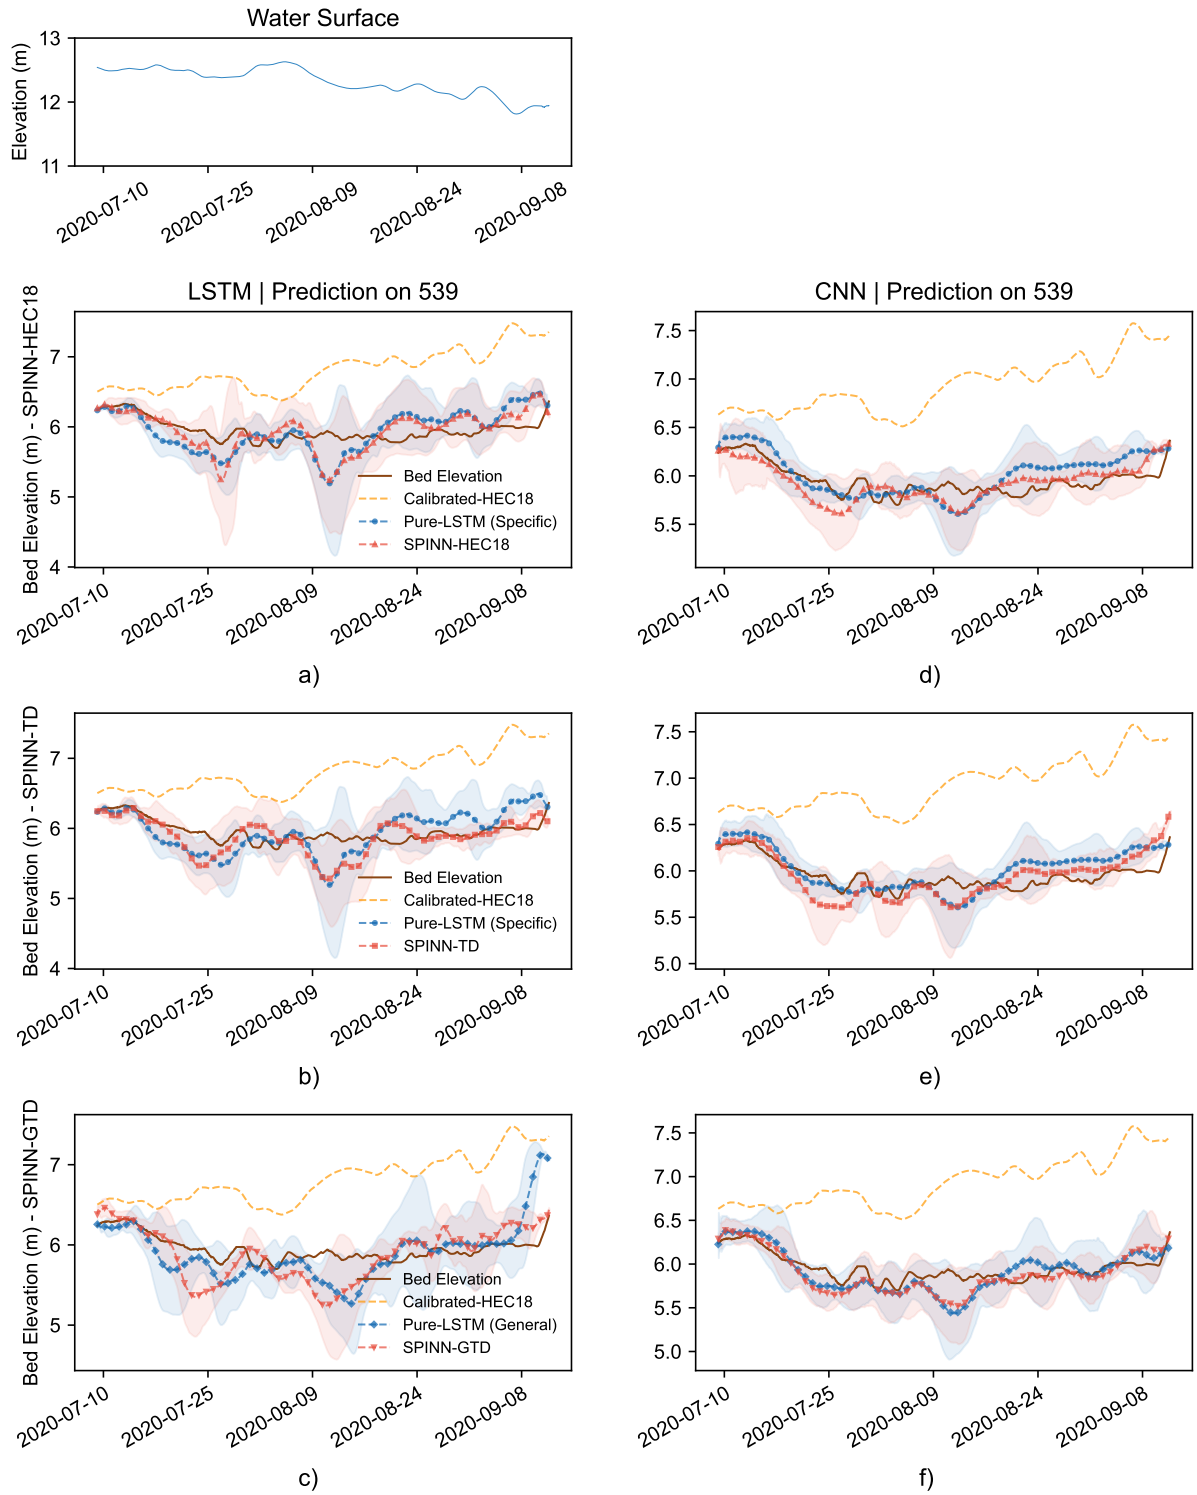 Water Surface
Elevation (m)
13
12
11
2020-07-10
2020-07-25
2020-08-09
2020-08-24
2020-09-08
LSTM | Prediction on 539
Bed Elevation (m) - SPINN-HEC18
7
6
5
4
Bed Elevation
Calibrated-HEC18
Pure-LSTM (Specific)
SPINN-HEC18
2020-07-10
2020-07-25
2020-08-09
2020-08-24
2020-09-08
a)
CNN | Prediction on 539
7.5
7.0
6.5
6.0
5.5
2020-07-10
2020-07-25
2020-08-09
2020-08-24
2020-09-08
d)
Bed Elevation (m) - SPINN-TD
7
6
5
4
Bed Elevation
Calibrated-HEC18
Pure-LSTM (Specific)
SPINN-TD
2020-07-10
2020-07-25
2020-08-09
2020-08-24
2020-09-08
b)
7.5
7.0
6.5
6.0
5.5
5.0
2020-07-10
2020-07-25
2020-08-09
2020-08-24
2020-09-08
e)
Bed Elevation (m) - SPINN-GTD
7
6
5
Bed Elevation
Calibrated-HEC18
Pure-LSTM (General)
SPINN-GTD
2020-07-10
2020-07-25
2020-08-09
2020-08-24
2020-09-08
c)
7.5
7.0
6.5
6.0
5.5
5.0
2020-07-10
2020-07-25
2020-08-09
2020-08-24
2020-09-08
f)